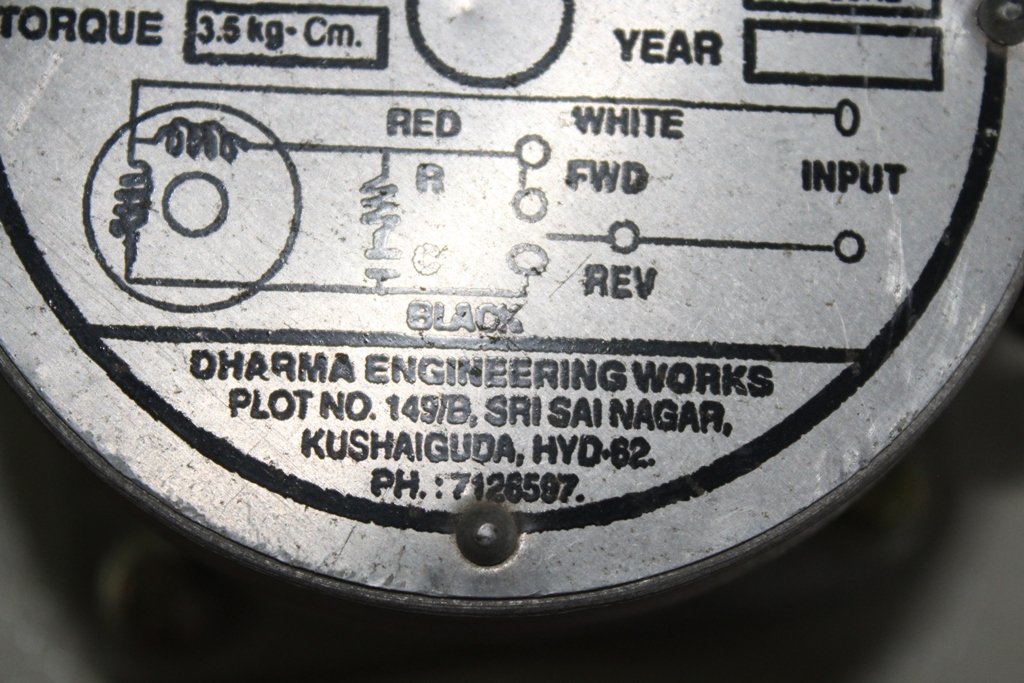 TORQUE 3.5 kg-Cm.
YEAR
RED WHITE
R FWD INPUT
REV
BLACK
DHARMA ENGINEERING WORKS
PLOT NO. 149/B, SRI SAI NAGAR,
KUSHAIGUDA, HYD-62.
PH. : 7126587.